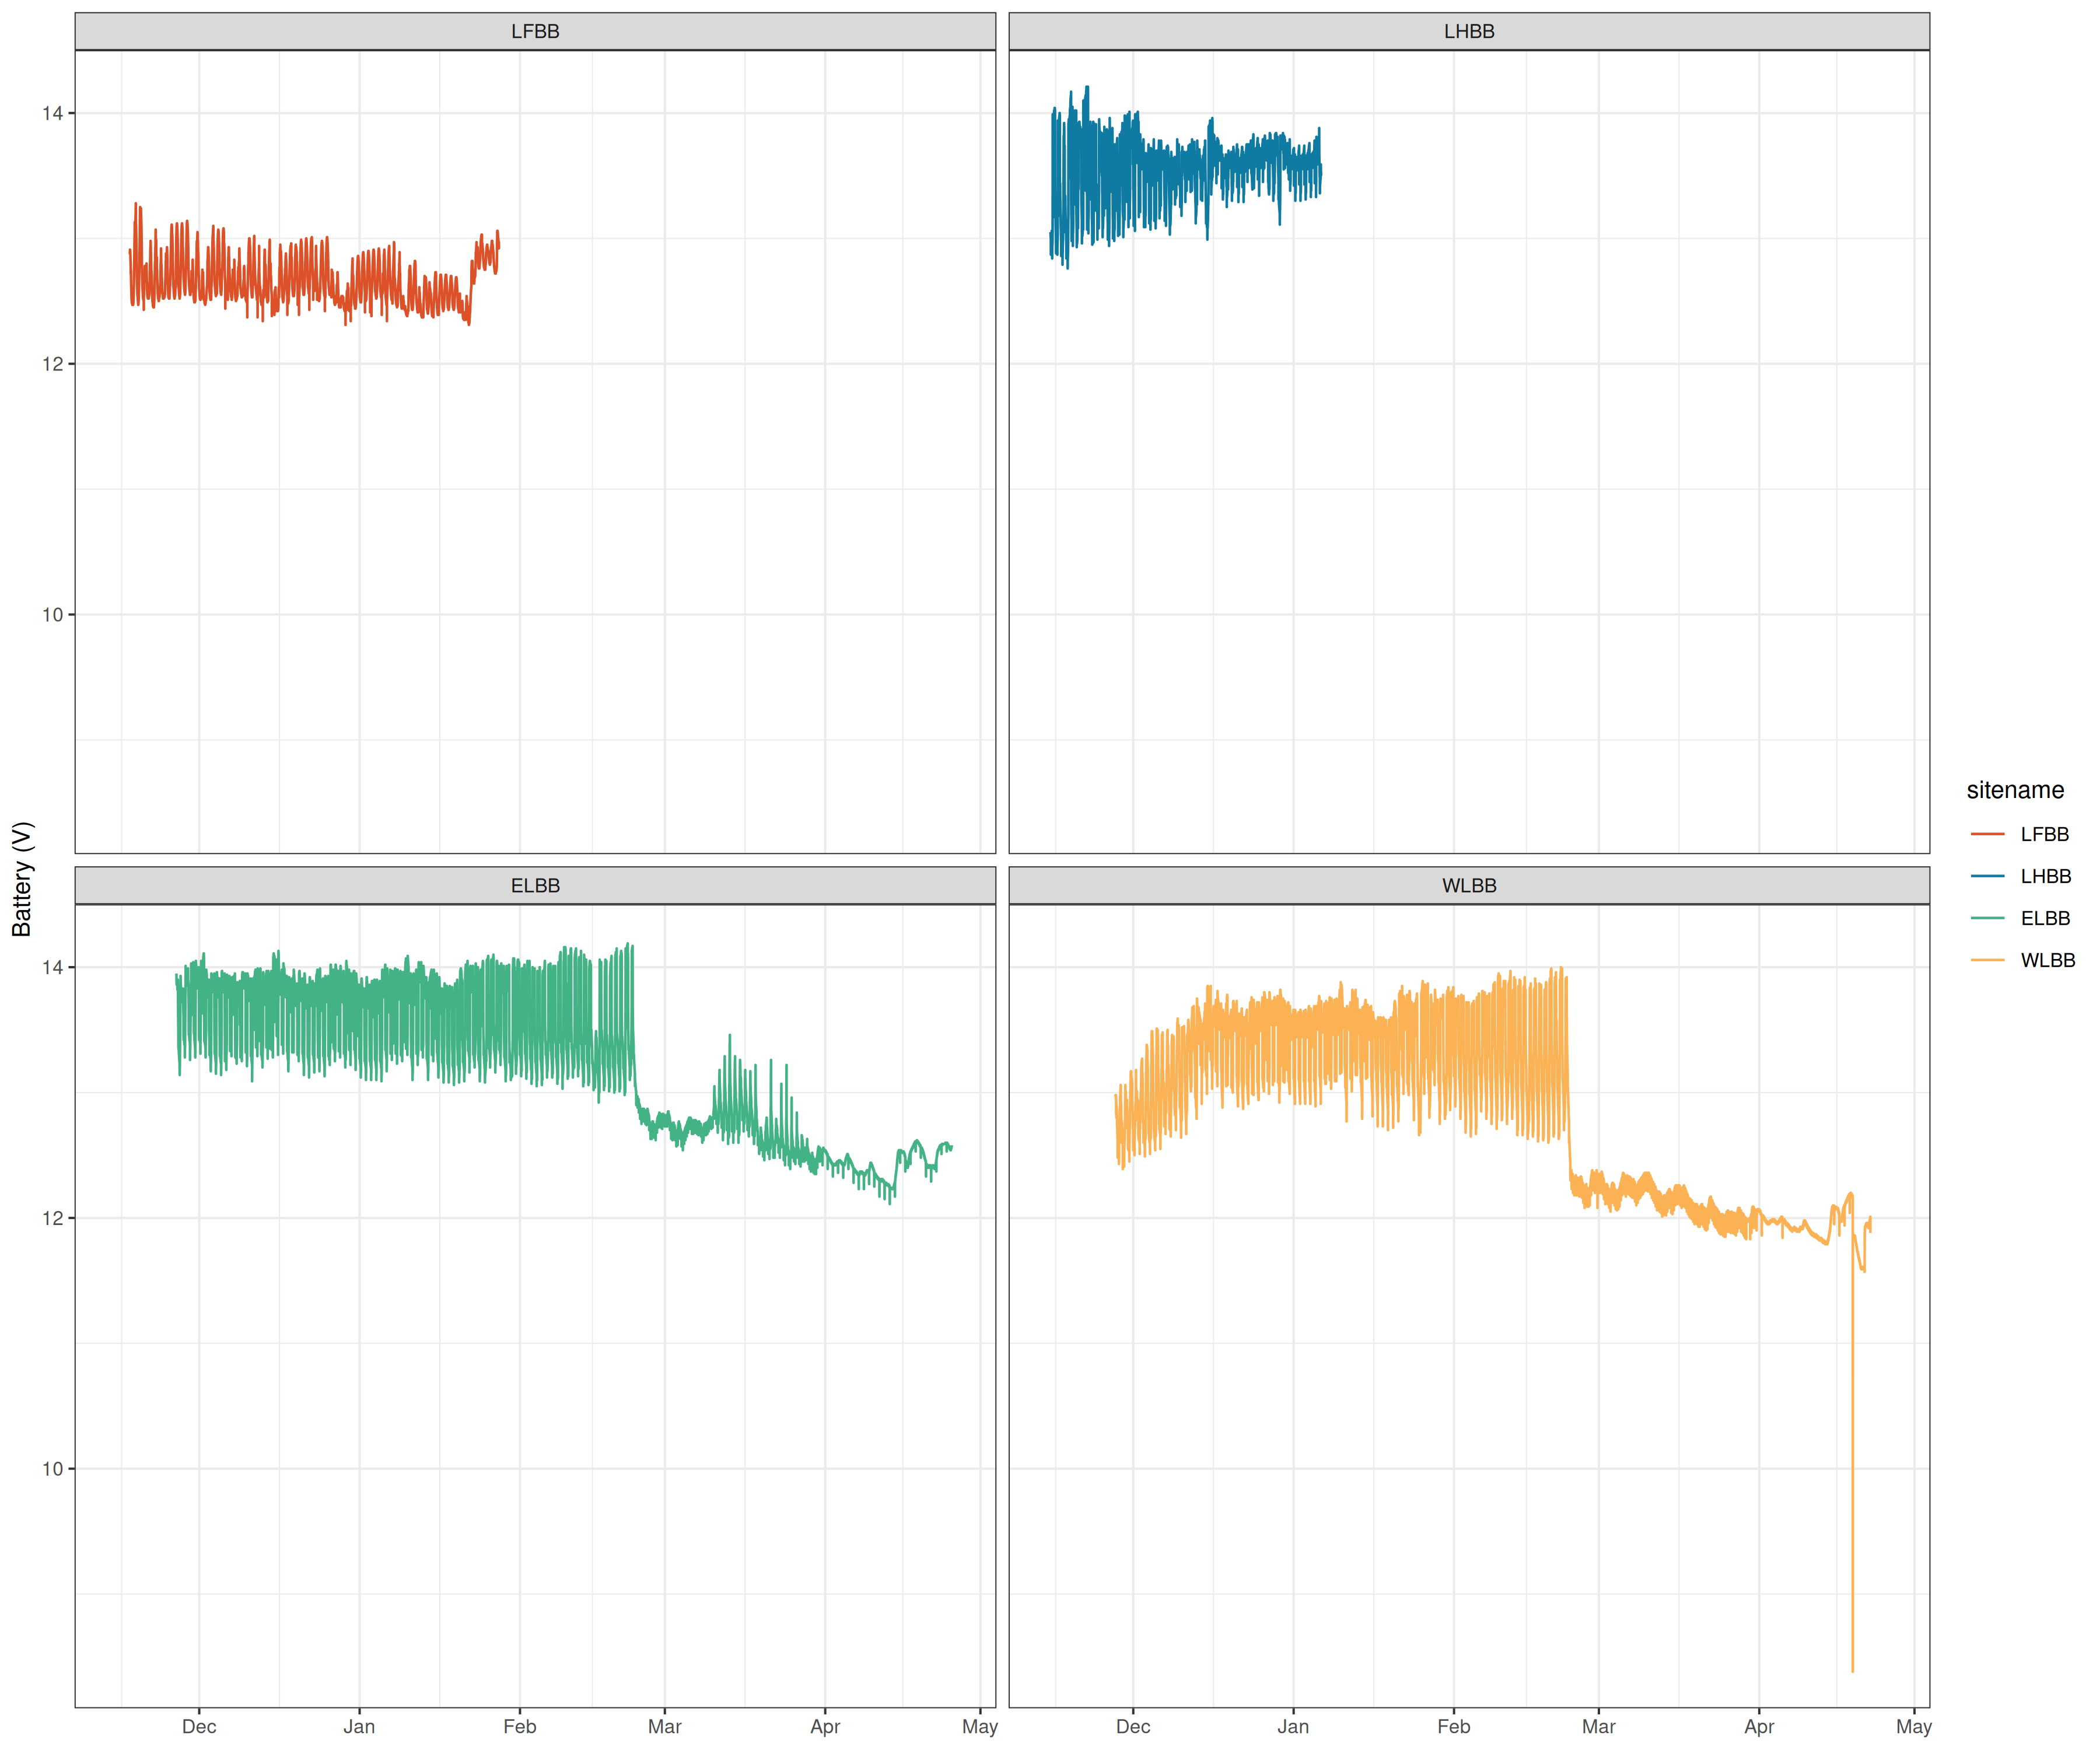 LFBB
LHBB
14
12
10
ELBB
WLBB
14
12
10
Battery (V)
Dec
Jan
Feb
Mar
Apr
May
Dec
Jan
Feb
Mar
Apr
May
sitename
LFBB
LHBB
ELBB
WLBB